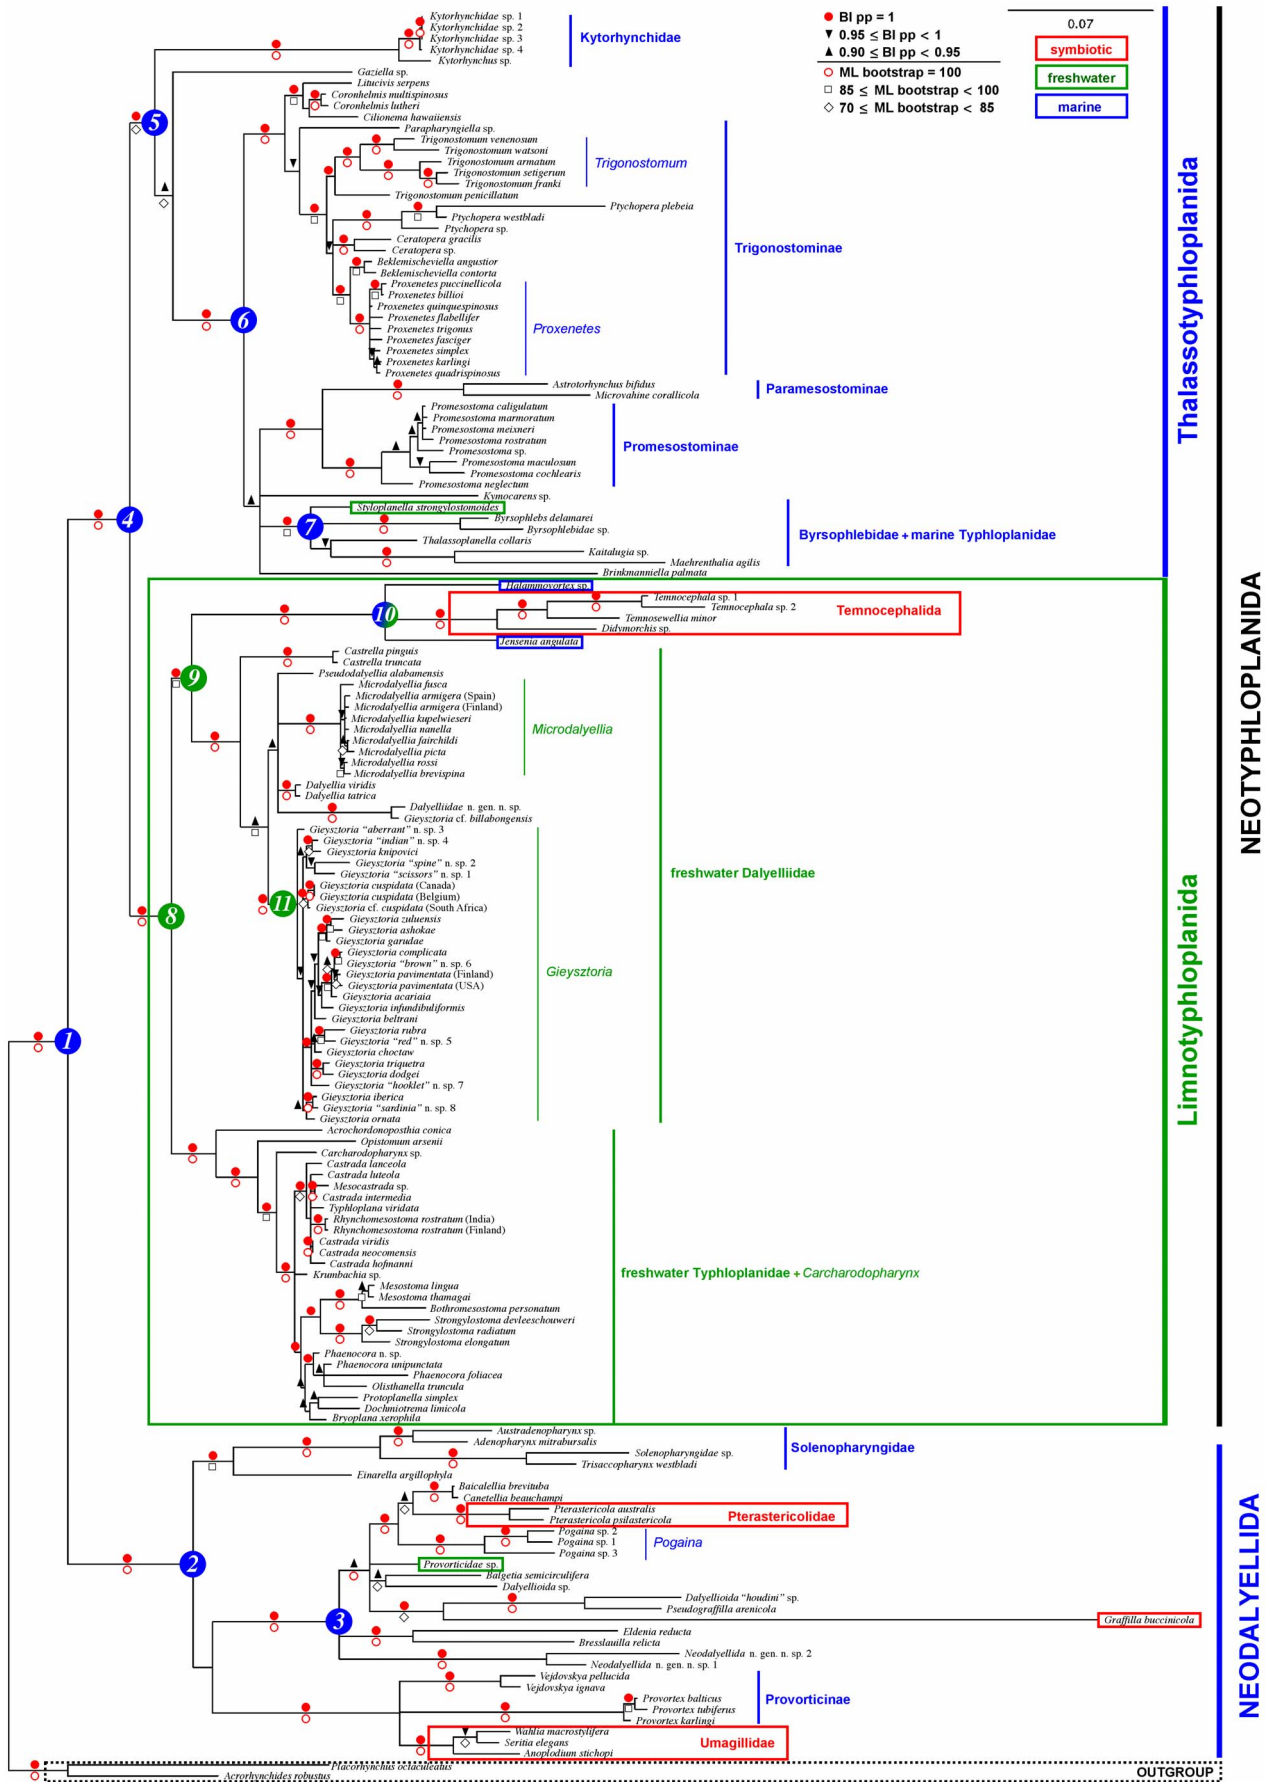 BI pp = 1
0.95 ≤ BI pp < 1
0.90 ≤ BI pp < 0.95
ML bootstrap = 100
85 ≤ ML bootstrap < 100
70 ≤ ML bootstrap < 85
0.07
symbiotic
freshwater
marine
Kytorhynchidae sp. 1
Kytorhynchidae sp. 2
Kytorhynchidae sp. 3
Kytorhynchidae sp. 4
Kytorhynchus sp.
Kytorhynchidae
Gaziella sp.
Litucivis serpens
Coronhelmis multispinosus
Coronhelmis lutheri
Cilionema hawaiiensis
Parapharyngiella sp.
Trigonostomum venenosum
Trigonostomum watsoni
Trigonostomum armatum
Trigonostomum setigerum
Trigonostomum franki
Trigonostomum
Trigonostomum penicillatum
Ptychopera plebeia
Ptychopera westbladi
Ptychopera sp.
Ceratopera gracilis
Ceratopera sp.
Trigonostominae
Beklemischeviella angustior
Beklemischeviella contorta
Proxenetes puccinellicola
Proxenetes billioi
Proxenetes quinquespinosus
Proxenetes flabellifer
Proxenetes trigonus
Proxenetes fasciger
Proxenetes simplex
Proxenetes karlingi
Proxenetes quadrispinosus
Proxenetes
Astrotorhynchus bifidus
Microvahine corallicola
Paramesostominae
Promesostoma caligulatum
Promesostoma marmoratum
Promesostoma meixneri
Promesostoma rostratum
Promesostoma sp.
Promesostoma maculosum
Promesostoma cochlearis
Promesostoma neglectum
Promesostominae
Kymocarens sp.
Styloplanella strongylostomoides
Byrsophlebs delamarei
Byrsophlebidae sp.
Thalassoplanella collaris
Kaitalugia sp.
Maehrenthalia agilis
Byrsophlebidae + marine Typhloplanidae
Brinkmanniella palmata
Thalassotyphloplanida
5
6
7
4
Halammovortex sp.
Temnocephala sp. 1
Temnocephala sp. 2
Temnosewellia minor
Didymorchis sp.
Temnocephalida
Jensenia angulata
10
9
Castrella pinguis
Castrella truncata
Pseudodalyellia alabamensis
Microdalyellia fusca
Microdalyellia armigera (Spain)
Microdalyellia armigera (Finland)
Microdalyellia kupelwieseri
Microdalyellia nanella
Microdalyellia fairchildi
Microdalyellia picta
Microdalyellia rossi
Microdalyellia brevispina
Microdalyellia
Dalyellia viridis
Dalyellia tatrica
Dalyelliidae n. gen. n. sp.
Gieysztoria cf. billabongensis
Gieysztoria “aberrant” n. sp. 3
Gieysztoria “indian” n. sp. 4
Gieysztoria knipovici
Gieysztoria “spine” n. sp. 2
Gieysztoria “scissors” n. sp. 1
Gieysztoria cuspidata (Canada)
Gieysztoria cuspidata (Belgium)
Gieysztoria cf. cuspidata (South Africa)
Gieysztoria zuluensis
Gieysztoria ashokae
Gieysztoria garudae
Gieysztoria complicata
Gieysztoria “brown” n. sp. 6
Gieysztoria pavimentata (Finland)
Gieysztoria pavimentata (USA)
Gieysztoria acariaia
Gieysztoria infundibuliformis
Gieysztoria beltrani
Gieysztoria rubra
Gieysztoria “red” n. sp. 5
Gieysztoria choctaw
Gieysztoria triquetra
Gieysztoria dodgei
Gieysztoria “hooklet” n. sp. 7
Gieysztoria iberica
Gieysztoria “sardinia” n. sp. 8
Gieysztoria ornata
Gieysztoria
freshwater Dalyelliidae
11
8
Acrochordonoposthia conica
Opistomum arsenii
Carcharodopharynx sp.
Castrada lanceola
Castrada luteola
Mesocastrada sp.
Castrada intermedia
Typhloplana viridata
Rhynchomesostoma rostratum (India)
Rhynchomesostoma rostratum (Finland)
Castrada viridis
Castrada neocomensis
Castrada hofmanni
Krumbachia sp.
Mesostoma lingua
Mesostoma thamagai
Bothromesostoma personatum
Strongylostoma devleeschouweri
Strongylostoma radiatum
Strongylostoma elongatum
Phaenocora n. sp.
Phaenocora unipunctata
Phaenocora foliacea
Olisthanella truncula
Protoplanella simplex
Dochmiotrema limicola
Bryoplana xerophila
freshwater Typhloplanidae + Carcharodopharynx
Limnotyphloplanida
NEOTYPHLOPLANIDA
1
Austradenopharynx sp.
Adenopharynx mitrabursalis
Solenopharyngidae sp.
Trisaccopharynx westbladi
Solenopharyngidae
Einarella argillophyla
Baicalellia brevituba
Canetellia beauchampi
Pterastericola australis
Pterastericola psilastericola
Pterastericolidae
Pogaina sp. 2
Pogaina sp. 1
Pogaina sp. 3
Pogaina
Provorticidae sp.
Balgetia semicirculifera
Dalyellioida sp.
Dalyellioida “houdini” sp.
Pseudograffilla arenicola
Graffilla buccinicola
Eldenia reducta
Bresslauilla relicta
Neodalyellida n. gen. n. sp. 2
Neodalyellida n. gen. n. sp. 1
2
3
Vejdovskya pellucida
Vejdovskya ignava
Provortex balticus
Provortex tubiferus
Provortex karlingi
Provorticinae
Wahlia macrostylifera
Seritia elegans
Anoplodium stichopi
Umagillidae
NEODALYELLIDA
Placorhynchus octaculeatus
Acrorhynchides robustus
OUTGROUP